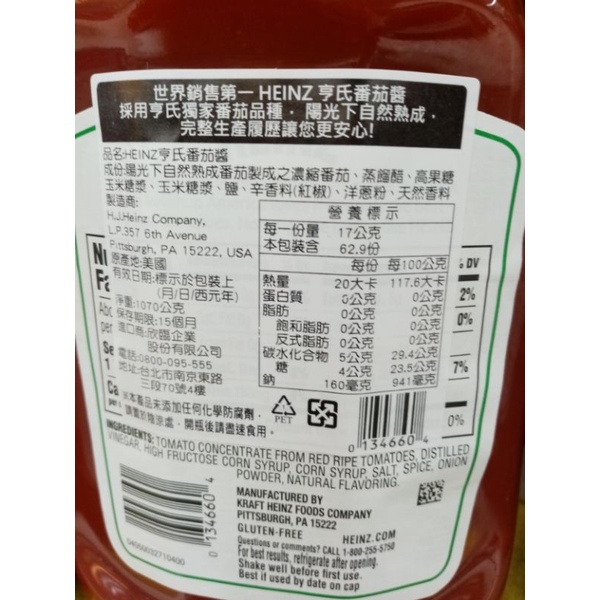 世界銷售第一 HEINZ 亨氏番茄醬
採用亨氏獨家番茄品種，陽光下自然熟成，
完整生產履歷讓您更安心!
品名:HEINZ亨氏番茄醬
成份:陽光下自然熟成番茄製成之濃縮番茄、蒸餾醋、高果糖
玉米糖漿、玉米糖漿、鹽、辛香料(紅椒)、洋蔥粉、天然香料
製造商:
H.J.Heinz Company,
L.P.357 6th Avenue
Pittsburgh, PA 15222, USA
原產地:美國
有效日期:標示於包裝上
(月/日/西元年)
淨重:1070公克
保存期限:15個月
進口商:欣臨企業
股份有限公司
電話:0800-095-555
地址:台北市南京東路
三段70號4樓
※本產品未添加任何化學防腐劑,
請置於陰涼處、開瓶後請盡速食用。
營養標示
每一份量 17公克
本包裝含 62.9份
每份 每100公克
熱量 20大卡 117.6大卡
蛋白質 0公克 0公克
脂肪 0公克 0公克
飽和脂肪 0公克 0公克
反式脂肪 0公克 0公克
碳水化合物 5公克 29.4公克
糖 4公克 23.5公克
鈉 160毫克 941毫克
% DV
2%
0%
7%
0%
PET
0 134660 4
INGREDIENTS: TOMATO CONCENTRATE FROM RED RIPE TOMATOES, DISTILLED
VINEGAR, HIGH FRUCTOSE CORN SYRUP, CORN SYRUP, SALT, SPICE, ONION
POWDER, NATURAL FLAVORING.
MANUFACTURED BY
KRAFT HEINZ FOODS COMPANY
PITTSBURGH, PA 15222
GLUTEN-FREE HEINZ.COM
Questions or comments? CALL 1-800-255-5750
For best results, refrigerate after opening.
Shake well before first use.
Best if used by date on cap
0 134660 4
04000032710400